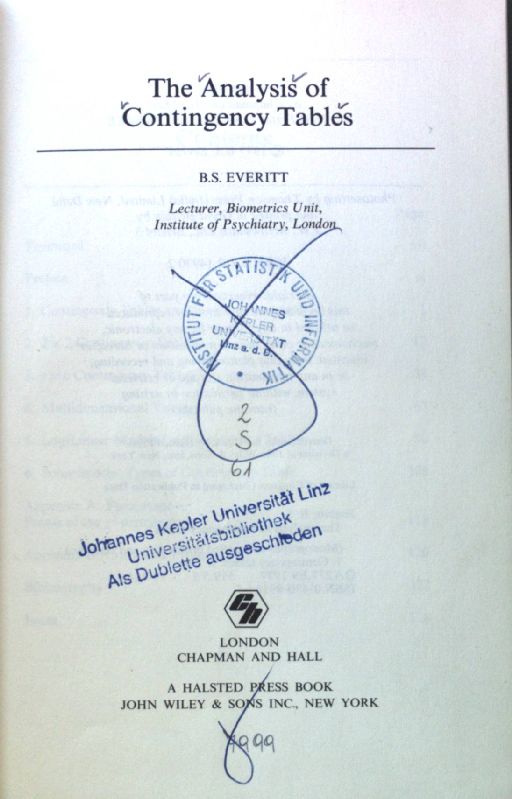 The Analysis of
Contingency Tables
B.S. EVERITT
Lecturer, Biometrics Unit,
Institute of Psychiatry, London
INSTITUT FÜR STATISTIK UND INFORMATIK
JOHANNES
KEPLER
UNIVERSITÄT
Linz a. d. D.
2
S
61
Johannes Kepler Universität Linz
Universitätsbibliothek
Als Dublette ausgeschieden
Ch
LONDON
CHAPMAN AND HALL
A HALSTED PRESS BOOK
JOHN WILEY & SONS INC., NEW YORK
1999